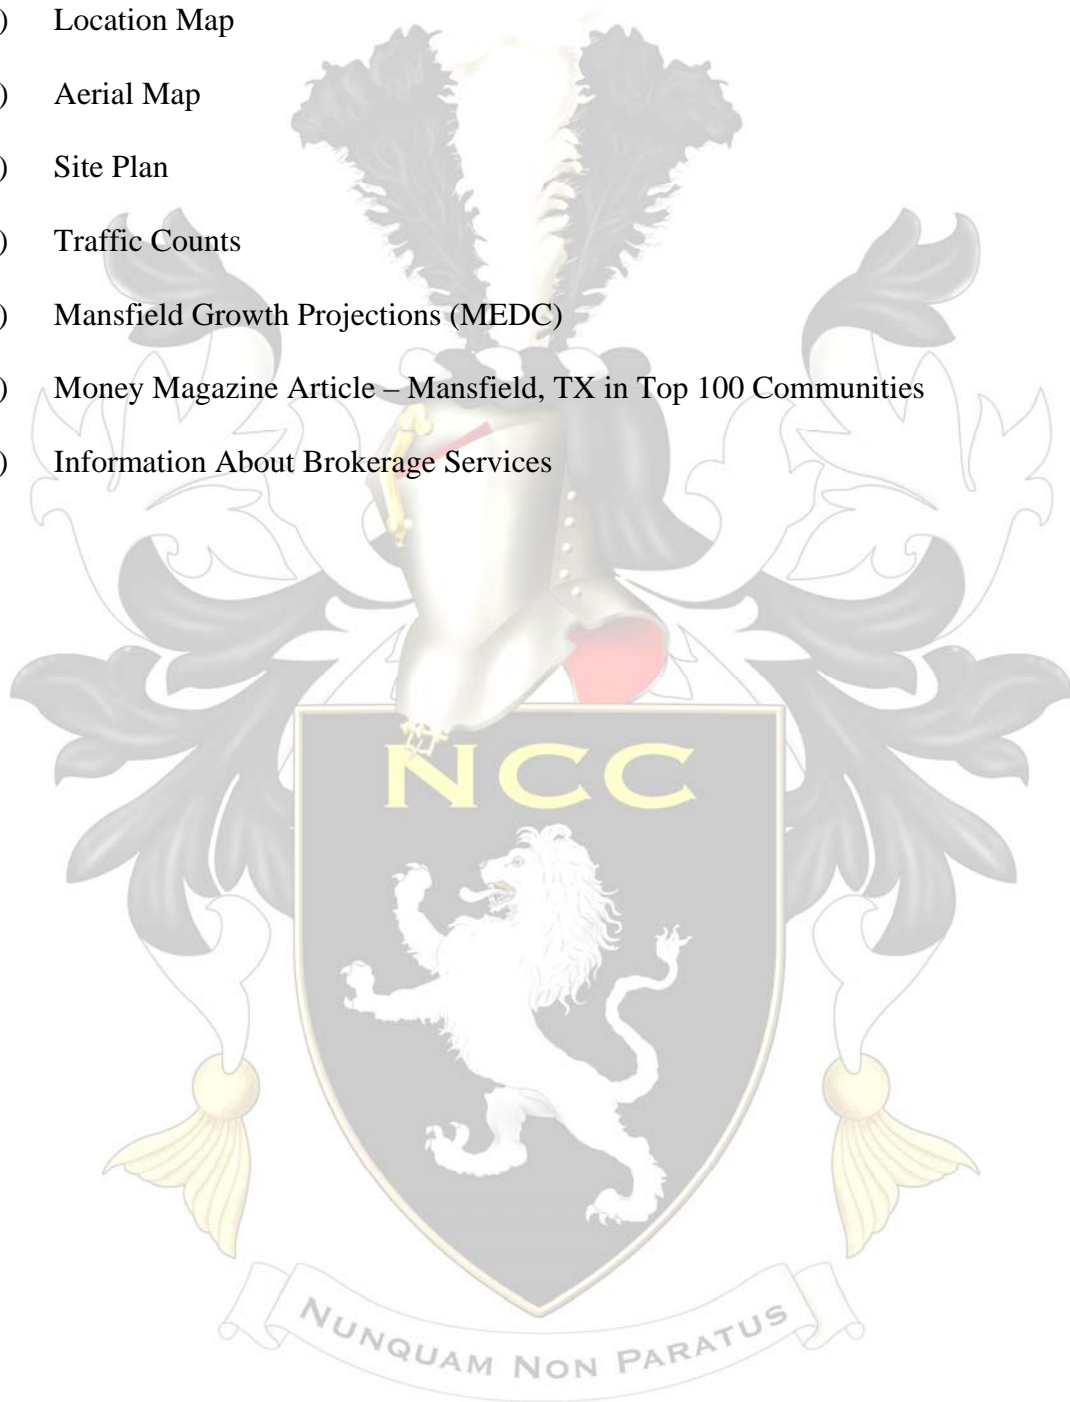 ) Location Map
) Aerial Map
) Site Plan
) Traffic Counts
) Mansfield Growth Projections (MEDC)
) Money Magazine Article – Mansfield, TX in Top 100 Communities
) Information About Brokerage Services
NCC
NUNQUAM NON PARATUS